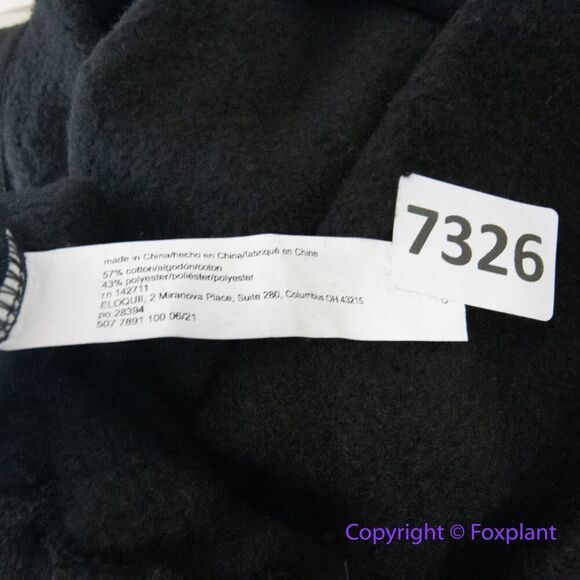 made in China/hecho en China/fabriqué en Chine
57% cotton/algodón/coton
43% polyester/poliéster/polyester
rn 142711
ELOQUII, 2 Miranova Place, Suite 280, Columbus OH 43215
po 28394
507 7891 100 06/21
7326
Copyright © Foxplant